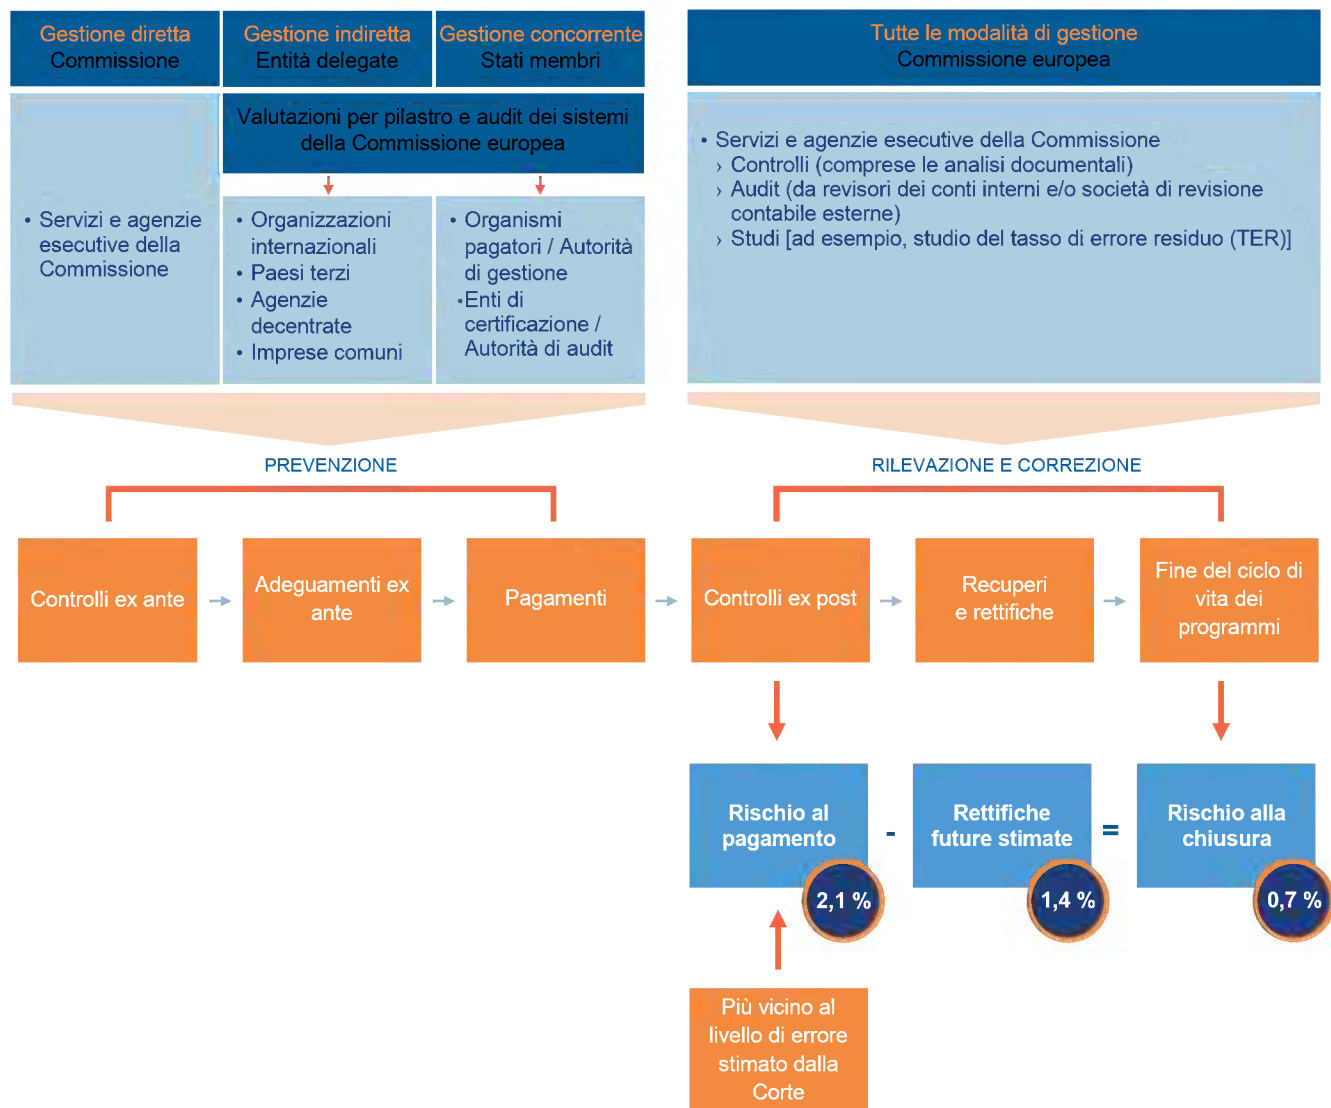 Gestione diretta
Commissione
Gestione indiretta
Entità delegate
Gestione concorrente
Stati membri
Valutazioni per pilastro e audit dei sistemi
della Commissione europea
• Servizi e agenzie
esecutive della
Commissione
• Organizzazioni
internazionali
• Paesi terzi
• Agenzie
decentrate
• Imprese comuni
• Organismi
pagatori / Autorità
di gestione
• Enti di
certificazione /
Autorità di audit
Tutte le modalità di gestione
Commissione europea
• Servizi e agenzie esecutive della Commissione
› Controlli (comprese le analisi documentali)
› Audit (da revisori dei conti interni e/o società di revisione
contabile esterne)
› Studi [ad esempio, studio del tasso di errore residuo (TER)]
PREVENZIONE
RILEVAZIONE E CORREZIONE
Controlli ex ante
Adeguamenti ex
ante
Pagamenti
Controlli ex post
Recuperi
e rettifiche
Fine del ciclo di
vita dei
programmi
Rischio al
pagamento
2,1 %
-
Rettifiche
future stimate
1,4 %
=
Rischio alla
chiusura
0,7 %
Più vicino al
livello di errore
stimato dalla
Corte